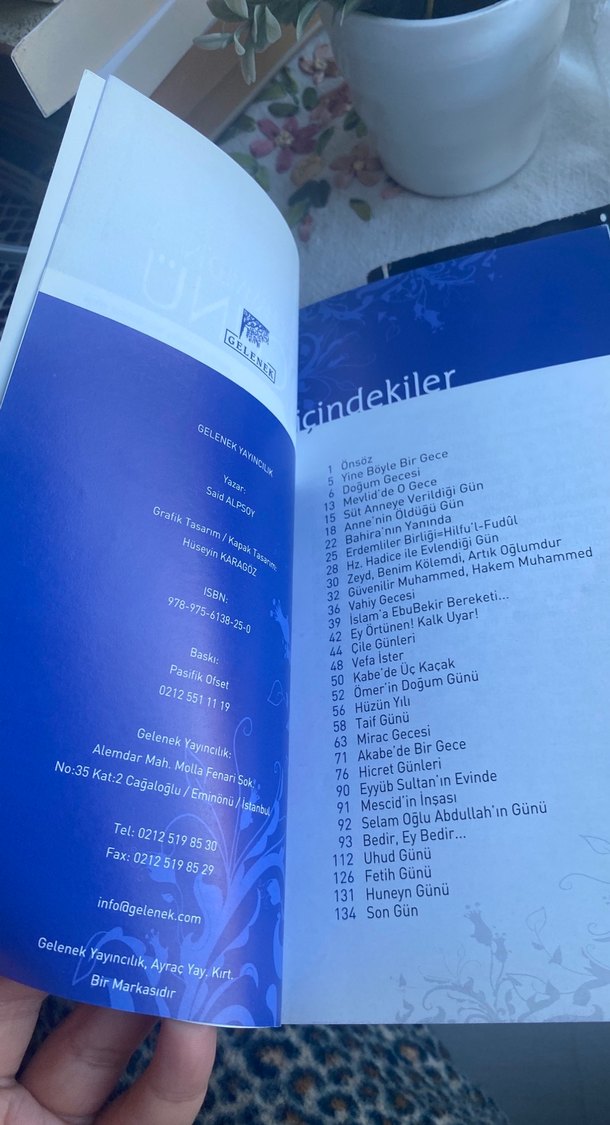 GELENEK
GELENEK YAYINCILIK
Yazar:
Said ALPSOY
Grafik Tasarım / Kapak Tasarım:
Hüseyin KARAGÖZ
ISBN:
978-975-6138-25-0
Baskı:
Pasifik Ofset
0212 551 11 19
Gelenek Yayıncılık:
Alemdar Mah. Molla Fenari Sok.
No:35 Kat:2 Cağaloğlu / Eminönü / İstanbul
Tel: 0212 519 85 30
Fax: 0212 519 85 29
info@gelenek.com
Gelenek Yayıncılık, Ayraç Yay. Kırt.
Bir Markasıdır
içindekiler
1 Önsöz
5 Yine Böyle Bir Gece
6 Doğum Gecesi
13 Mevlid'de O Gece
15 Süt Anneye Verildiği Gün
18 Anne'nin Öldüğü Gün
22 Bahira'nın Yanında
25 Erdemliler Birliği=Hilfu'l-Fudûl
28 Hz. Hadice ile Evlendiği Gün
30 Zeyd, Benim Kölemdi, Artık Oğlumdur
32 Güvenilir Muhammed, Hakem Muhammed
36 Vahiy Gecesi
39 İslam'a EbuBekir Bereketi...
42 Ey Örtünen! Kalk Uyar!
44 Çile Günleri
48 Vefa İster
50 Kabe'de Üç Kaçak
52 Ömer'in Doğum Günü
56 Hüzün Yılı
58 Taif Günü
63 Mirac Gecesi
71 Akabe'de Bir Gece
76 Hicret Günleri
90 Eyyüb Sultan'ın Evinde
91 Mescid'in İnşası
92 Selam Oğlu Abdullah'ın Günü
93 Bedir, Ey Bedir...
112 Uhud Günü
126 Fetih Günü
131 Huneyn Günü
134 Son Gün